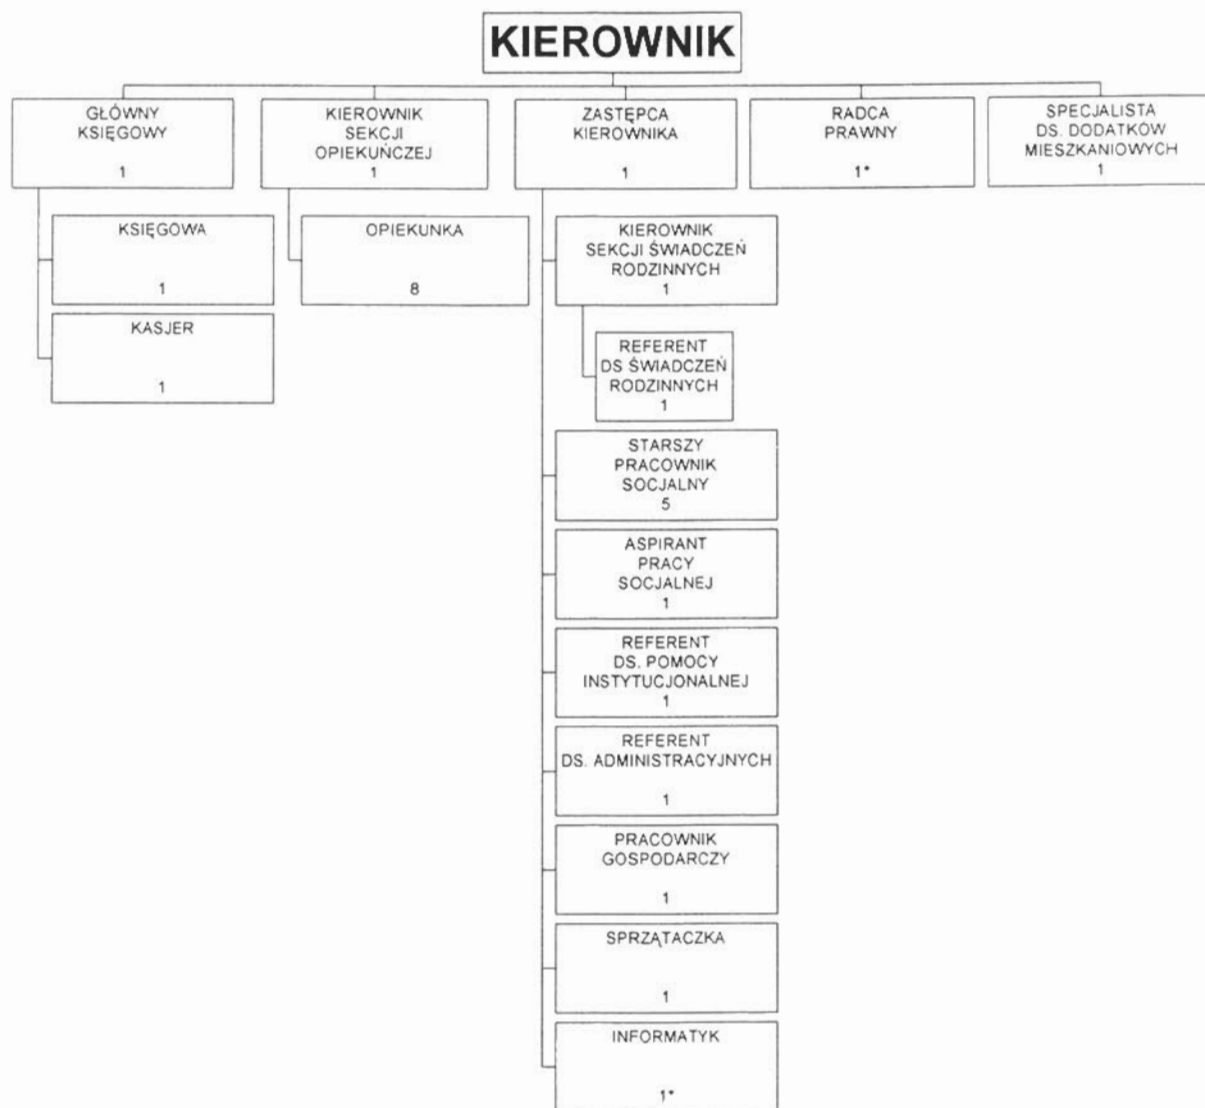 KIEROWNIK
GŁÓWNY
KSIĘGOWY
1
KIEROWNIK
SEKCJI
OPIEKUŃCZEJ
1
ZASTĘPCA
KIEROWNIKA
1
RADCA
PRAWNY
1*
SPECJALISTA
DS. DODATKÓW
MIESZKANIOWYCH
1
KSIĘGOWA
1
KASJER
1
OPIEKUNKA
8
KIEROWNIK
SEKCJI ŚWIADCZEŃ
RODZINNYCH
1
REFERENT
DS ŚWIADCZEŃ
RODZINNYCH
1
STARSZY
PRACOWNIK
SOCJALNY
5
ASPIRANT
PRACY
SOCJALNEJ
1
REFERENT
DS. POMOCY
INSTYTUCJONALNEJ
1
REFERENT
DS. ADMINISTRACYJNYCH
1
PRACOWNIK
GOSPODARCZY
1
SPRZĄTACZKA
1
INFORMATYK
1*